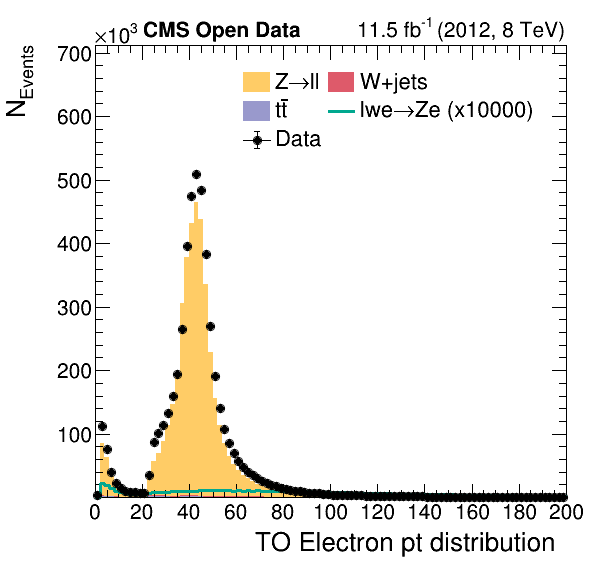 ×10³ CMS Open Data 11.5 fb⁻¹ (2012, 8 TeV)
N_Events
700
600
500
400
300
200
100
Z→ll W+jets
tt̄ lwe→Ze (x10000)
Data
0 20 40 60 80 100 120 140 160 180 200
TO Electron pt distribution